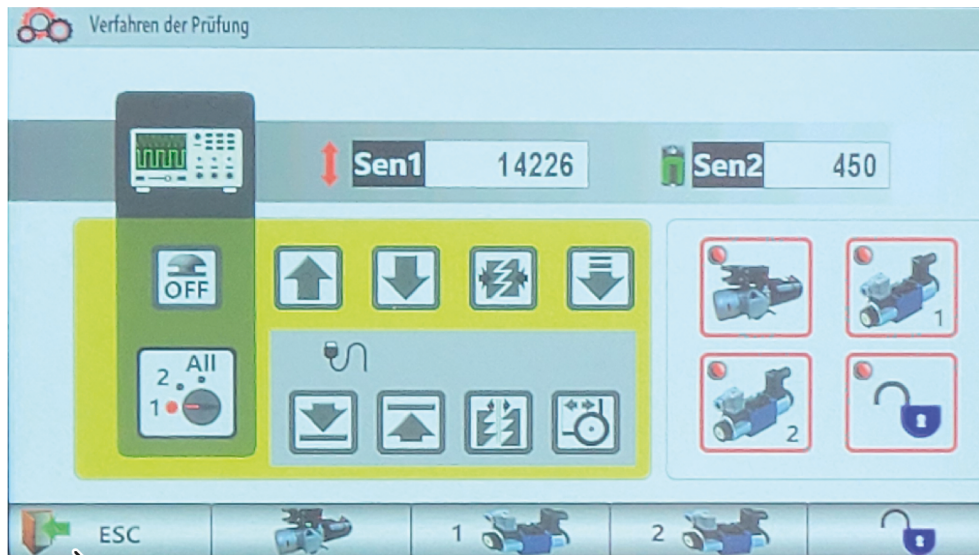 Verfahren der Prüfung
Sen1 14226
Sen2 450
OFF
All
2
1
1
2
ESC
1
2